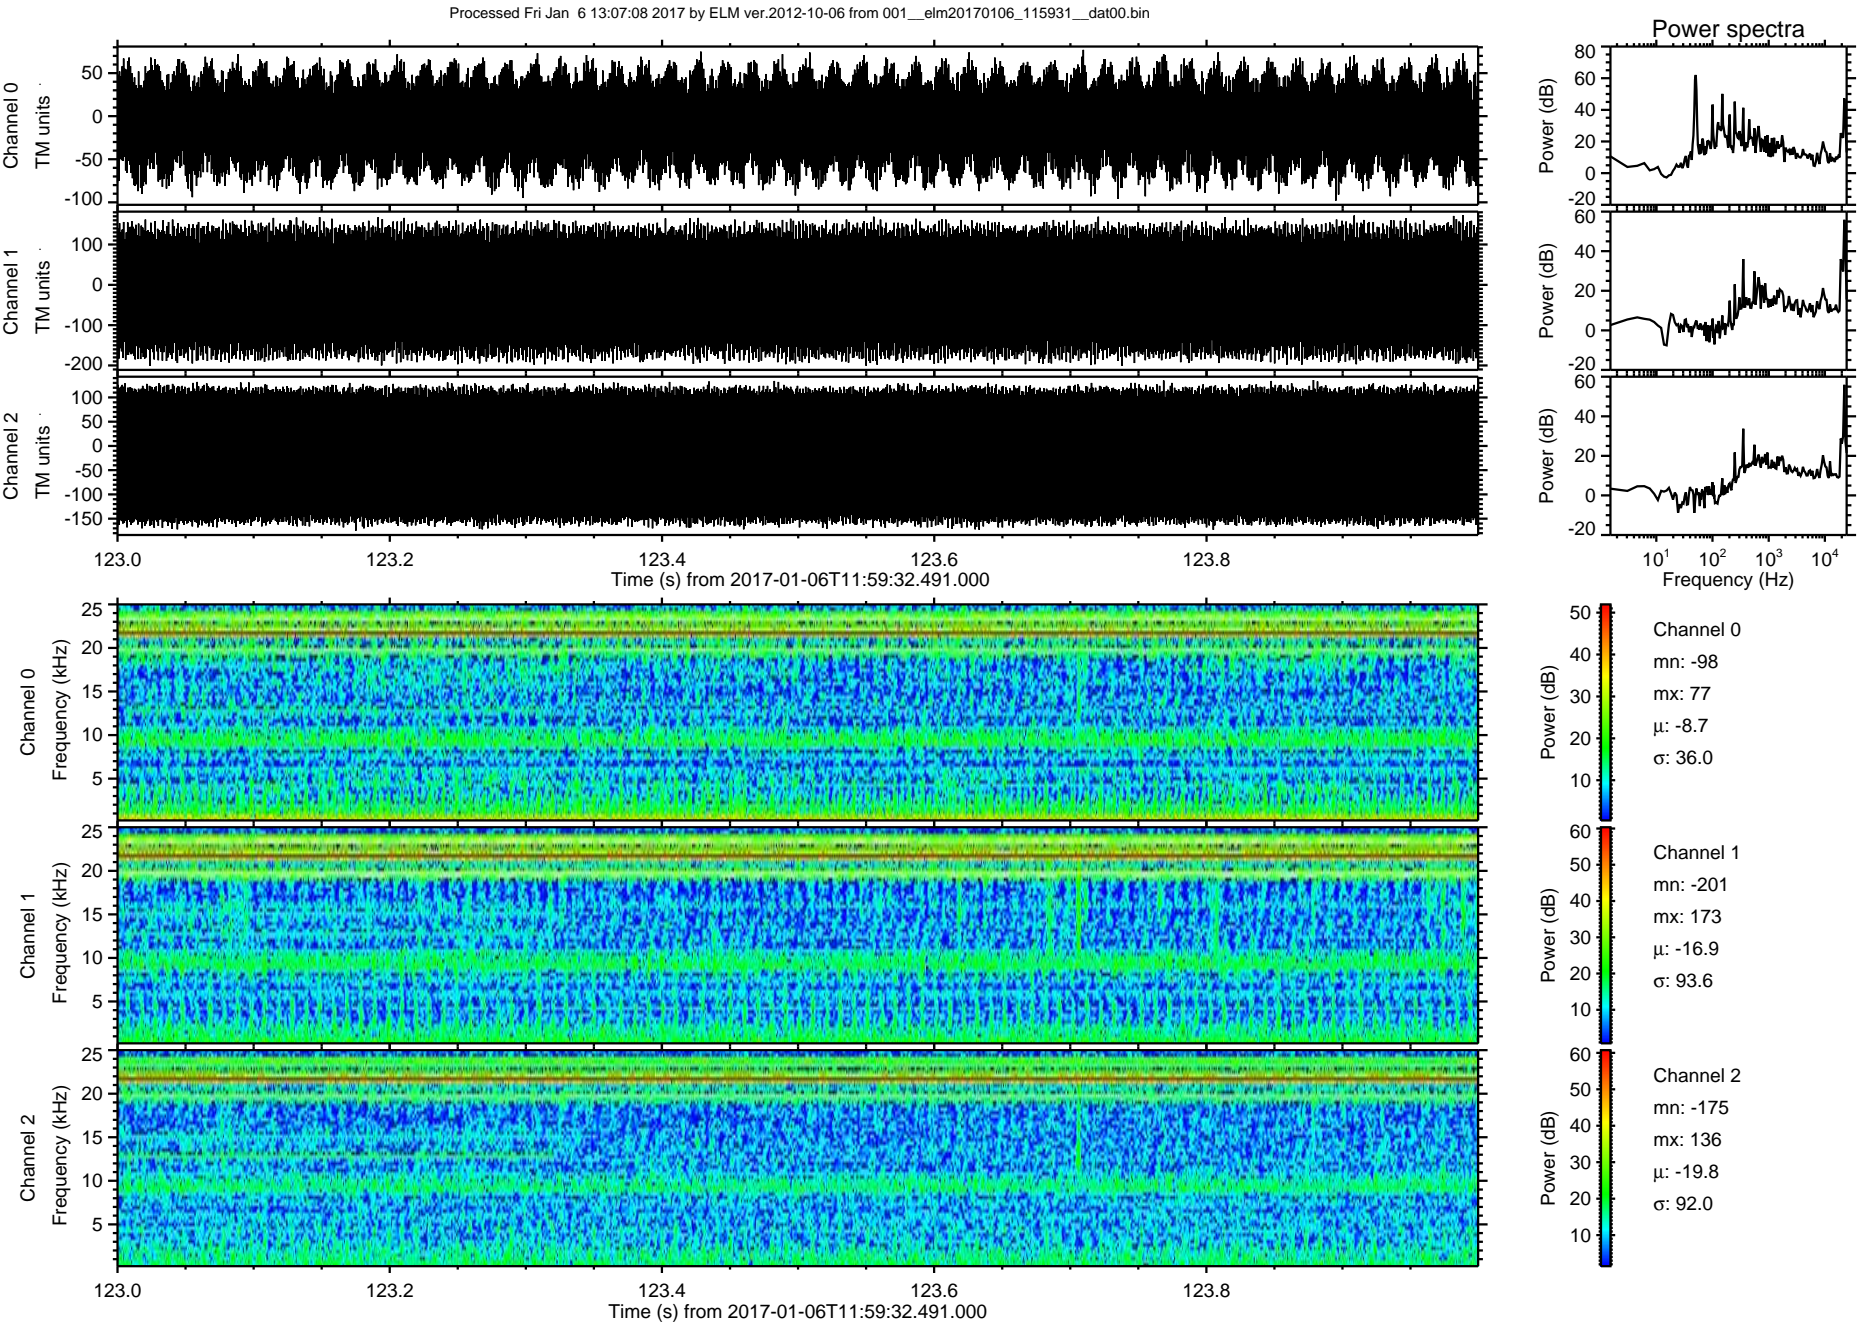 Processed Fri Jan  6 13:07:08 2017 by ELM ver.2012-10-06 from 001__elm20170106_115931__dat00.bin
Power spectra
Channel 0
TM units
50
0
-50
-100
Power (dB)
80
60
40
20
0
-20
Channel 1
TM units
100
0
-100
-200
Power (dB)
60
40
20
0
-20
Channel 2
TM units
100
50
0
-50
-100
-150
Power (dB)
60
40
20
0
-20
123.0 123.2 123.4 123.6 123.8
Time (s) from 2017-01-06T11:59:32.491.000
10¹ 10² 10³ 10⁴
Frequency (Hz)
Channel 0
Frequency (kHz)
25
20
15
10
5
Power (dB)
50
40
30
20
10
Channel 0
mn: -98
mx: 77
μ: -8.7
σ: 36.0
Channel 1
Frequency (kHz)
25
20
15
10
5
Power (dB)
60
50
40
30
20
10
Channel 1
mn: -201
mx: 173
μ: -16.9
σ: 93.6
Channel 2
Frequency (kHz)
25
20
15
10
5
Power (dB)
60
50
40
30
20
10
Channel 2
mn: -175
mx: 136
μ: -19.8
σ: 92.0
123.0 123.2 123.4 123.6 123.8
Time (s) from 2017-01-06T11:59:32.491.000